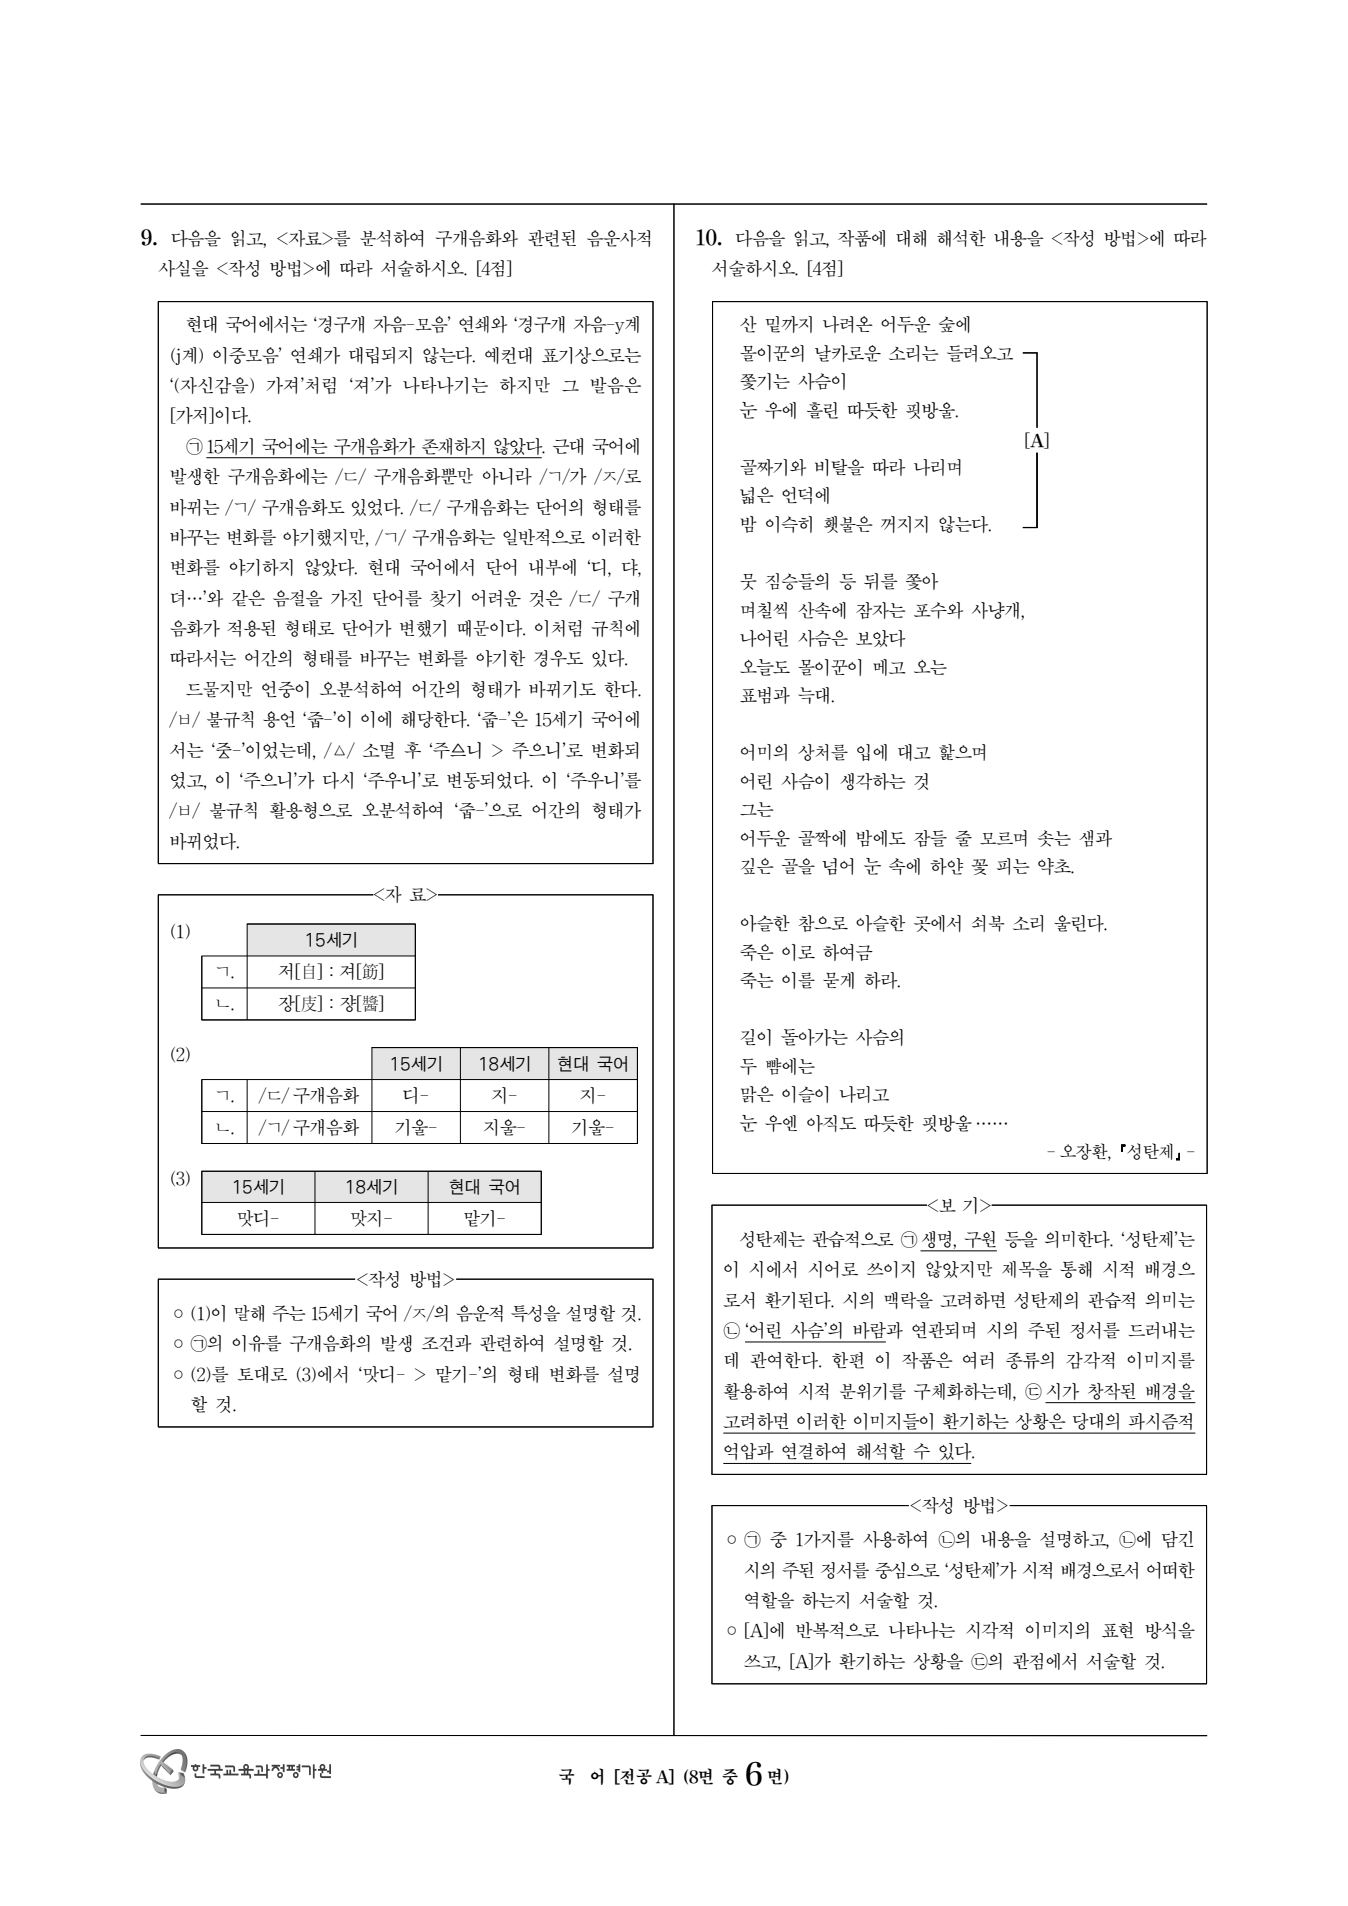 9. 다음을 읽고, <자료>를 분석하여 구개음화와 관련된 음운사적
사실을 <작성 방법>에 따라 서술하시오. [4점]
현대 국어에서는 ‘경구개 자음-모음’ 연쇄와 ‘경구개 자음-y계
(j계) 이중모음’ 연쇄가 대립되지 않는다. 예컨대 표기상으로는
‘(자신감을) 가져’처럼 ‘져’가 나타나기는 하지만 그 발음은
[가저]이다.
㉠ 15세기 국어에는 구개음화가 존재하지 않았다. 근대 국어에
발생한 구개음화에는 /ㄷ/ 구개음화뿐만 아니라 /ㄱ/가 /ㅈ/로
바뀌는 /ㄱ/ 구개음화도 있었다. /ㄷ/ 구개음화는 단어의 형태를
바꾸는 변화를 야기했지만, /ㄱ/ 구개음화는 일반적으로 이러한
변화를 야기하지 않았다. 현대 국어에서 단어 내부에 ‘디, 댜,
뎌…’와 같은 음절을 가진 단어를 찾기 어려운 것은 /ㄷ/ 구개
음화가 적용된 형태로 단어가 변했기 때문이다. 이처럼 규칙에
따라서는 어간의 형태를 바꾸는 변화를 야기한 경우도 있다.
드물지만 언중이 오분석하여 어간의 형태가 바뀌기도 한다.
/ㅂ/ 불규칙 용언 ‘줍-’이 이에 해당한다. ‘줍-’은 15세기 국어에
서는 ‘줏-’이었는데, /ㅿ/ 소멸 후 ‘주스니 > 주으니’로 변화되
었고, 이 ‘주으니’가 다시 ‘주우니’로 변동되었다. 이 ‘주우니’를
/ㅂ/ 불규칙 활용형으로 오분석하여 ‘줍-’으로 어간의 형태가
바뀌었다.
<자 료>
(1)
15세기
ㄱ. 저[自] : 져[筯]
ㄴ. 장[庋] : 쟝[醬]
(2)
15세기 18세기 현대 국어
ㄱ. /ㄷ/ 구개음화 디- 지- 지-
ㄴ. /ㄱ/ 구개음화 기울- 지울- 기울-
(3)
15세기 18세기 현대 국어
맛디- 맛지- 맡기-
<작성 방법>
○ (1)이 말해 주는 15세기 국어 /ㅈ/의 음운적 특성을 설명할 것.
○ ㉠의 이유를 구개음화의 발생 조건과 관련하여 설명할 것.
○ (2)를 토대로 (3)에서 ‘맛디- > 맡기-’의 형태 변화를 설명
할 것.
10. 다음을 읽고, 작품에 대해 해석한 내용을 <작성 방법>에 따라
서술하시오. [4점]
산 밑까지 나려온 어두운 숲에
몰이꾼의 날카로운 소리는 들려오고
쫓기는 사슴이
눈 우에 흘린 따듯한 핏방울.
[A]
골짜기와 비탈을 따라 나리며
넓은 언덕에
밤 이슥히 횃불은 꺼지지 않는다.
뭇 짐승들의 등 뒤를 쫓아
며칠씩 산속에 잠자는 포수와 사냥개,
나어린 사슴은 보았다
오늘도 몰이꾼이 메고 오는
표범과 늑대.
어미의 상처를 입에 대고 핥으며
어린 사슴이 생각하는 것
그는
어두운 골짝에 밤에도 잠들 줄 모르며 솟는 샘과
깊은 골을 넘어 눈 속에 하얀 꽃 피는 약초.
아슬한 참으로 아슬한 곳에서 쇠북 소리 울린다.
죽은 이로 하여금
죽는 이를 묻게 하라.
길이 돌아가는 사슴의
두 뺨에는
맑은 이슬이 나리고
눈 우엔 아직도 따듯한 핏방울……
- 오장환, 『성탄제』 -
<보 기>
성탄제는 관습적으로 ㉠ 생명, 구원 등을 의미한다. ‘성탄제’는
이 시에서 시어로 쓰이지 않았지만 제목을 통해 시적 배경으
로서 환기된다. 시의 맥락을 고려하면 성탄제의 관습적 의미는
㉡ ‘어린 사슴’의 바람과 연관되며 시의 주된 정서를 드러내는
데 관여한다. 한편 이 작품은 여러 종류의 감각적 이미지를
활용하여 시적 분위기를 구체화하는데, ㉢ 시가 창작된 배경을
고려하면 이러한 이미지들이 환기하는 상황은 당대의 파시즘적
억압과 연결하여 해석할 수 있다.
<작성 방법>
○ ㉠ 중 1가지를 사용하여 ㉡의 내용을 설명하고, ㉡에 담긴
시의 주된 정서를 중심으로 ‘성탄제’가 시적 배경으로서 어떠한
역할을 하는지 서술할 것.
○ [A]에 반복적으로 나타나는 시각적 이미지의 표현 방식을
쓰고, [A]가 환기하는 상황을 ㉢의 관점에서 서술할 것.
한국교육과정평가원
국 어 [전공 A] (8면 중 6 면)